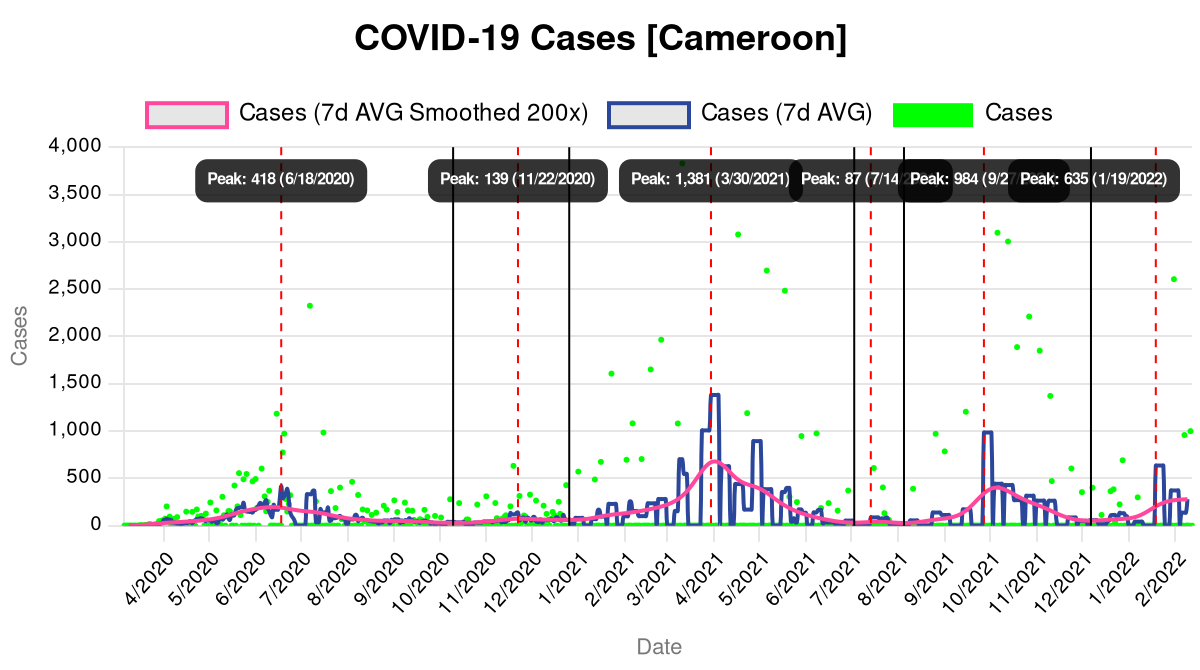 COVID-19 Cases [Cameroon]
Cases (7d AVG Smoothed 200x) Cases (7d AVG) Cases
4,000
3,500
3,000
2,500
2,000
1,500
1,000
500
0
Cases
Peak: 418 (6/18/2020) Peak: 139 (11/22/2020) Peak: 1,381 (3/30/2021) Peak: 87 (7/14/2 Peak: 984 (9/27 Peak: 635 (1/19/2022)
4/2020 5/2020 6/2020 7/2020 8/2020 9/2020 10/2020 11/2020 12/2020 1/2021 2/2021 3/2021 4/2021 5/2021 6/2021 7/2021 8/2021 9/2021 10/2021 11/2021 12/2021 1/2022 2/2022
Date